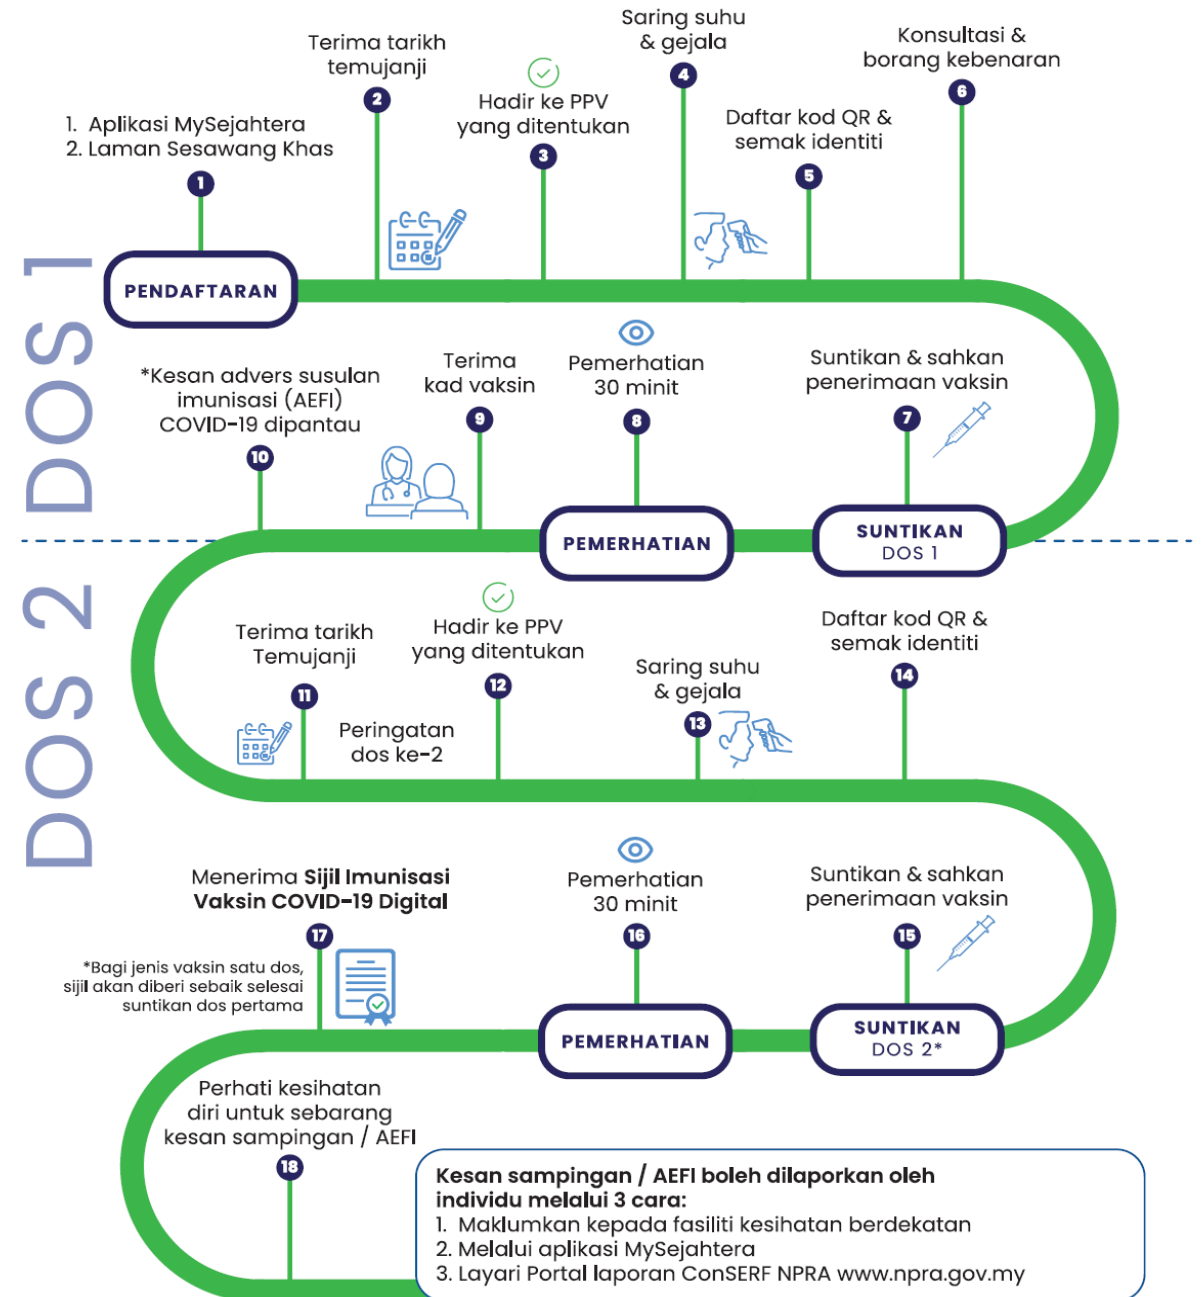 DOS 1
1. Aplikasi MySejahtera
2. Laman Sesawang Khas
1
PENDAFTARAN
Terima tarikh
temujanji
2
Hadir ke PPV
yang ditentukan
3
Saring suhu
& gejala
4
Daftar kod QR &
semak identiti
5
Konsultasi &
borang kebenaran
6
Suntikan & sahkan
penerimaan vaksin
7
SUNTIKAN
DOS 1
Pemerhatian
30 minit
8
PEMERHATIAN
Terima
kad vaksin
9
*Kesan advers susulan
imunisasi (AEFI)
COVID-19 dipantau
10
DOS 2
Terima tarikh
Temujanji
11
Peringatan
dos ke-2
Hadir ke PPV
yang ditentukan
12
Saring suhu
& gejala
13
Daftar kod QR &
semak identiti
14
Suntikan & sahkan
penerimaan vaksin
15
SUNTIKAN
DOS 2*
Pemerhatian
30 minit
16
PEMERHATIAN
Menerima Sijil Imunisasi
Vaksin COVID-19 Digital
17
*Bagi jenis vaksin satu dos,
sijil akan diberi sebaik selesai
suntikan dos pertama
Perhati kesihatan
diri untuk sebarang
kesan sampingan / AEFI
18
Kesan sampingan / AEFI boleh dilaporkan oleh
individu melalui 3 cara:
1. Maklumkan kepada fasiliti kesihatan berdekatan
2. Melalui aplikasi MySejahtera
3. Layari Portal laporan ConSERF NPRA www.npra.gov.my